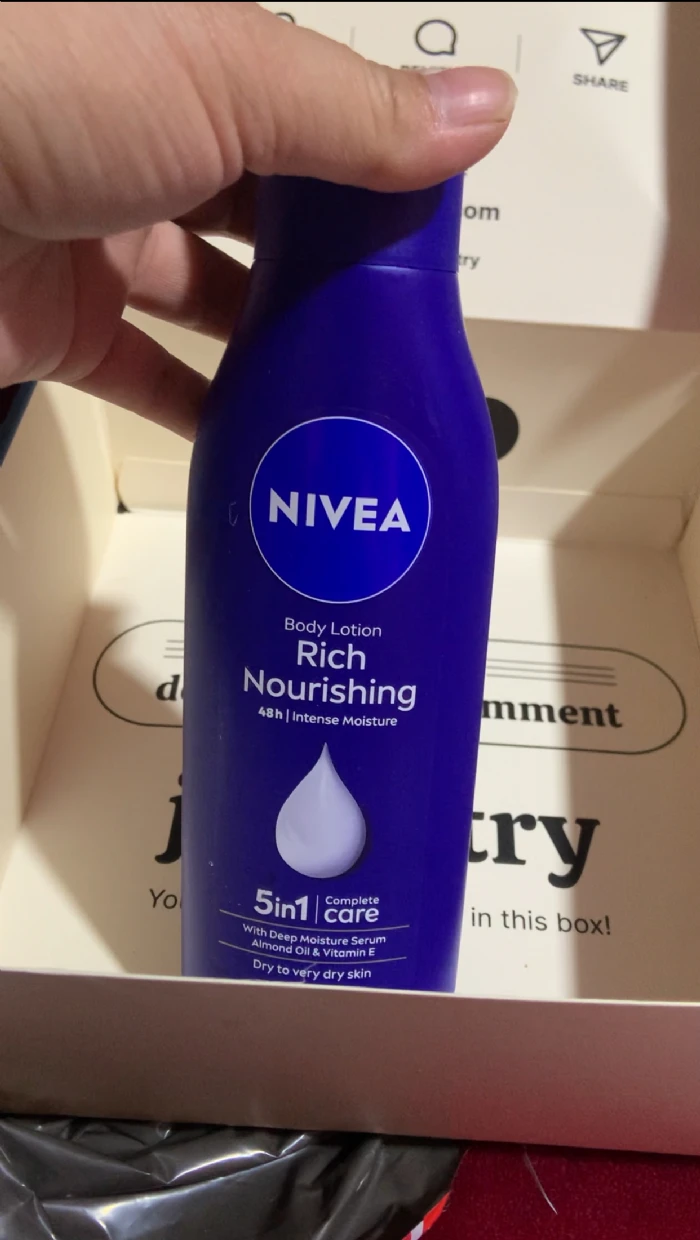 SHARE
om
try
NIVEA
Body Lotion
Rich
Nourishing
48h | Intense Moisture
mment
try
in this box!
5in1 | Complete care
With Deep Moisture Serum
Almond Oil & Vitamin E
Dry to very dry skin